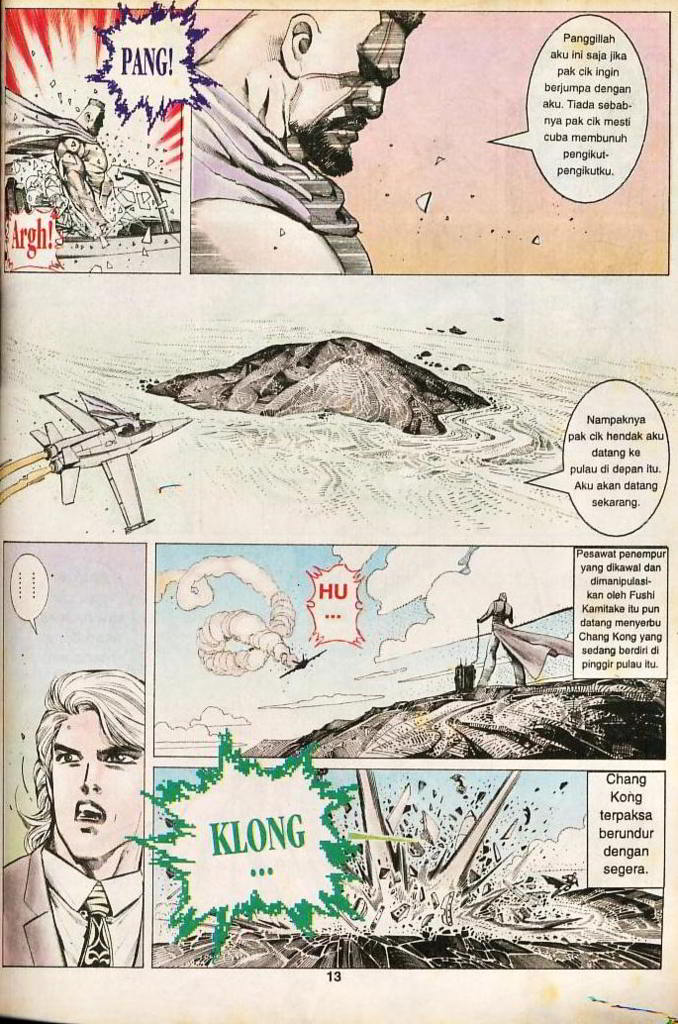 PANG!
Argh!
Panggillah
aku ini saja jika
pak cik ingin
berjumpa dengan
aku. Tiada sebab-
nya pak cik mesti
cuba membunuh
pengikut-
pengikutku.
Nampaknya
pak cik hendak aku
datang ke
pulau di depan itu.
Aku akan datang
sekarang.
......
HU
...
Pesawat penempur
yang dikawal dan
dimanipulasi-
kan oleh Fushi
Kamitake itu pun
datang menyerbu
Chang Kong yang
sedang berdiri di
pinggir pulau itu.
KLONG
...
Chang
Kong
terpaksa
berundur
dengan
segera.
13